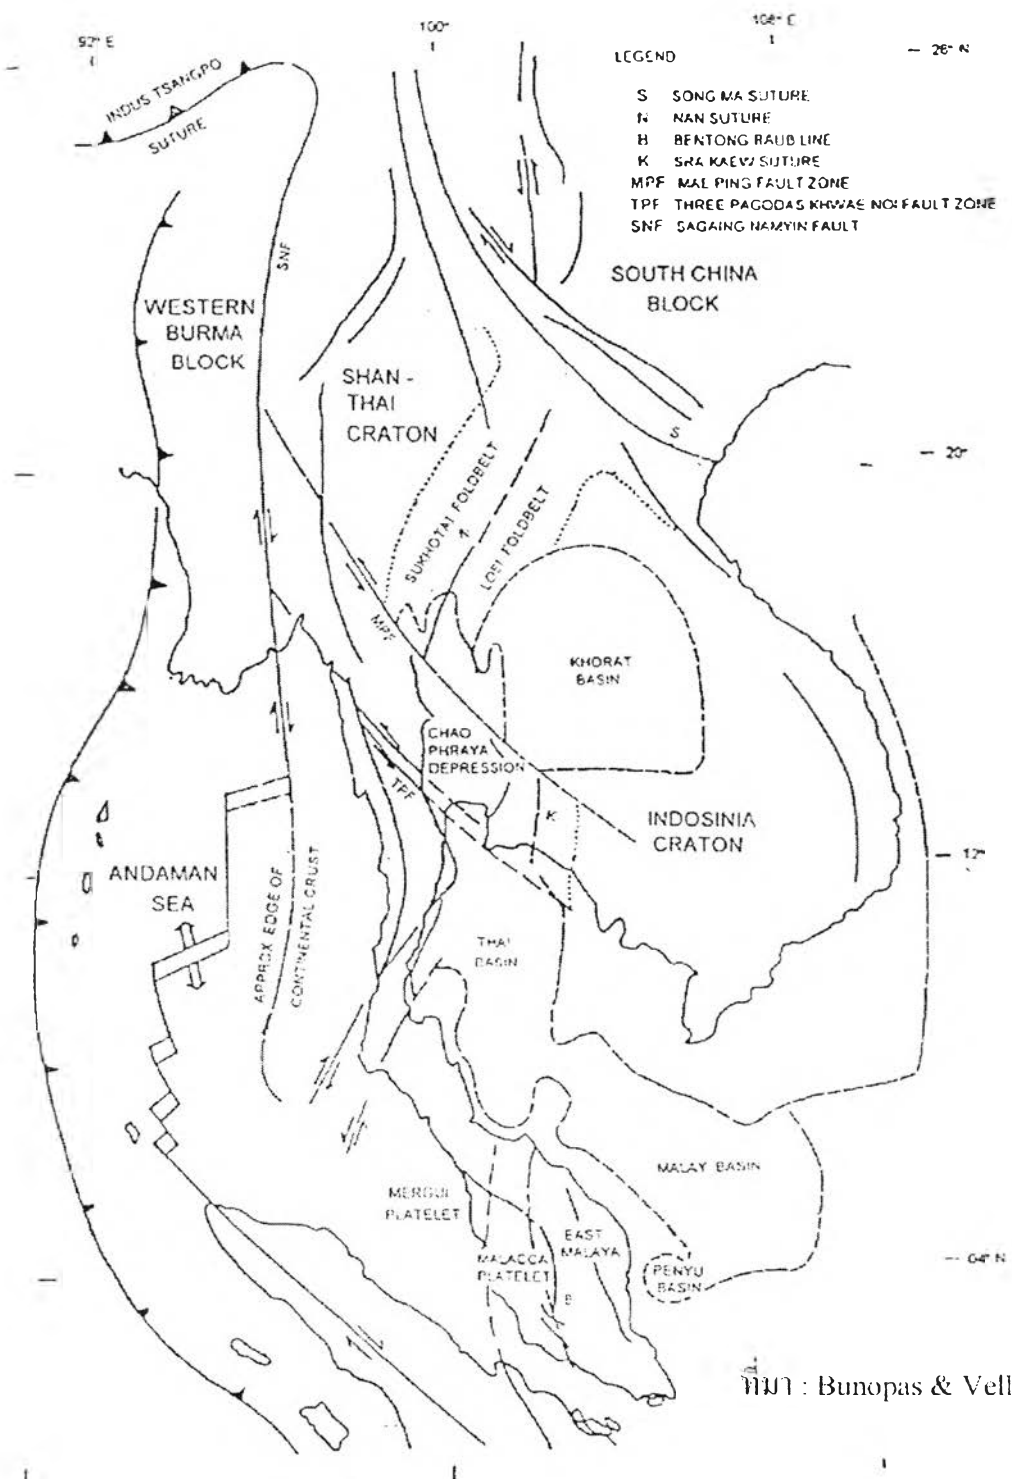 92° E
100°
108° E
26° N
LEGEND
S SONG MA SUTURE
N NAN SUTURE
B BENTONG RAUB LINE
K SRA KAEW SUTURE
MPF MAE PING FAULT ZONE
TPF THREE PAGODAS KHWAE NOI FAULT ZONE
SNF SAGAING NAMYIN FAULT
INDUS TSANGPO
SUTURE
SNF
SOUTH CHINA
BLOCK
WESTERN
BURMA
BLOCK
SHAN -
THAI
CRATON
S
20°
SUKHOTAI FOLDBELT
N
LOEI FOLDBELT
MPF
KHORAT
BASIN
CHAO
PHRAYA
DEPRESSION
TPF
K
INDOSINIA
CRATON
12°
ANDAMAN
SEA
APPROX EDGE OF
CONTINENTAL CRUST
THAI
BASIN
MERGUI
PLATELET
MALAY BASIN
EAST
MALAYA
MALACCA
PLATELET
PENYU
BASIN
04° N
B
ที่มา : Bunopas & Vell